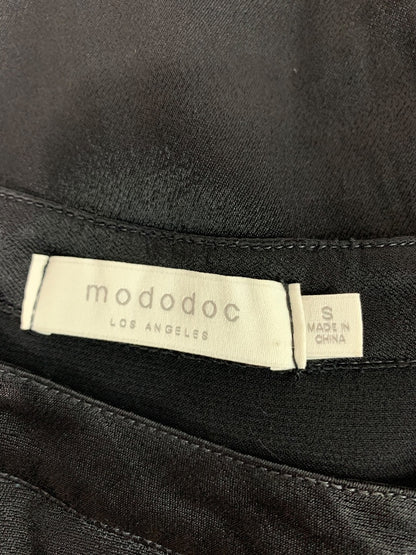 mododoc
LOS ANGELES
S
MADE IN
CHINA